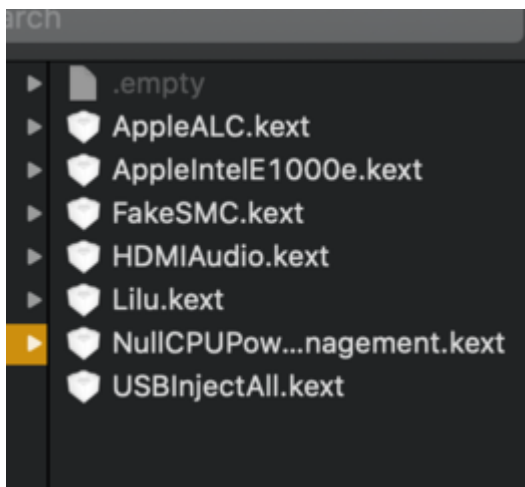 arch
.empty
AppleALC.kext
AppleIntelE1000e.kext
FakeSMC.kext
HDMIAudio.kext
Lilu.kext
NullCPUPow...nagement.kext
USBInjectAll.kext